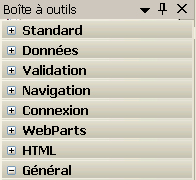 Boîte à outils
Standard
Données
Validation
Navigation
Connexion
WebParts
HTML
Général